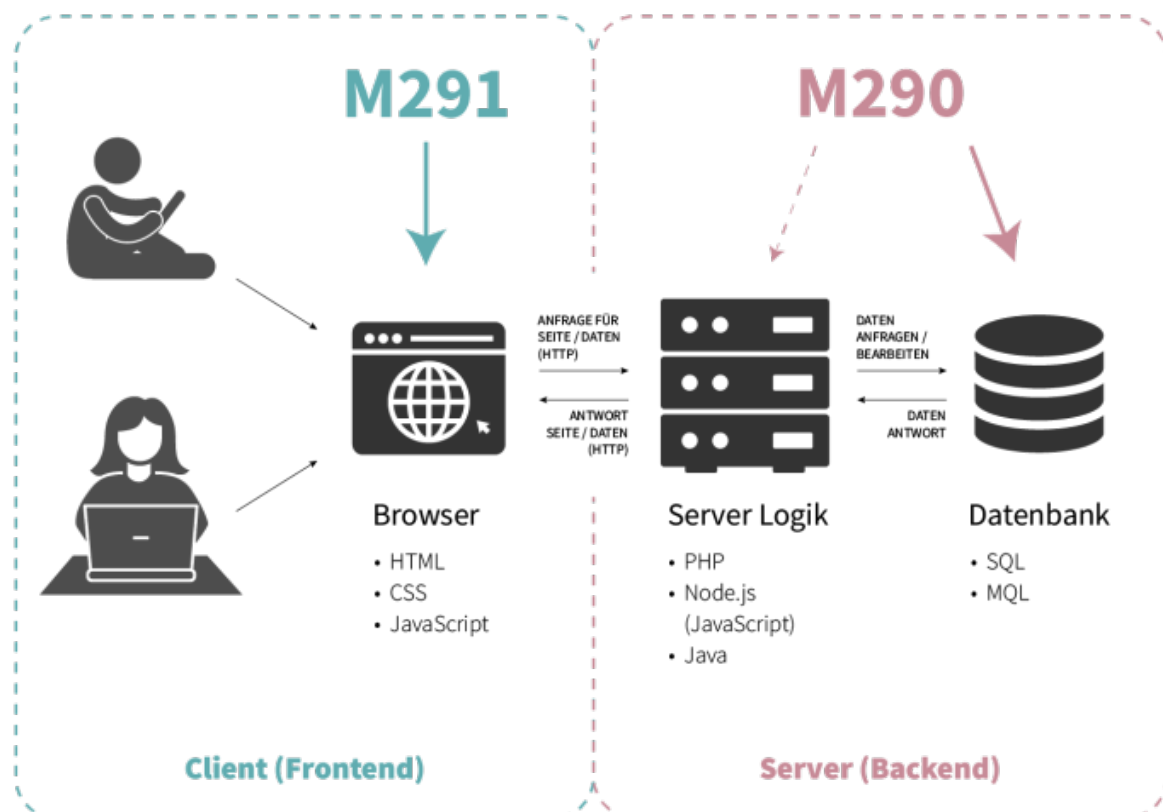 M291
M290
ANFRAGE FÜR
SEITE / DATEN
(HTTP)
ANTWORT
SEITE / DATEN
(HTTP)
DATEN
ANFRAGEN /
BEARBEITEN
DATEN
ANTWORT
Browser
• HTML
• CSS
• JavaScript
Server Logik
• PHP
• Node.js
(JavaScript)
• Java
Datenbank
• SQL
• MQL
Client (Frontend)
Server (Backend)